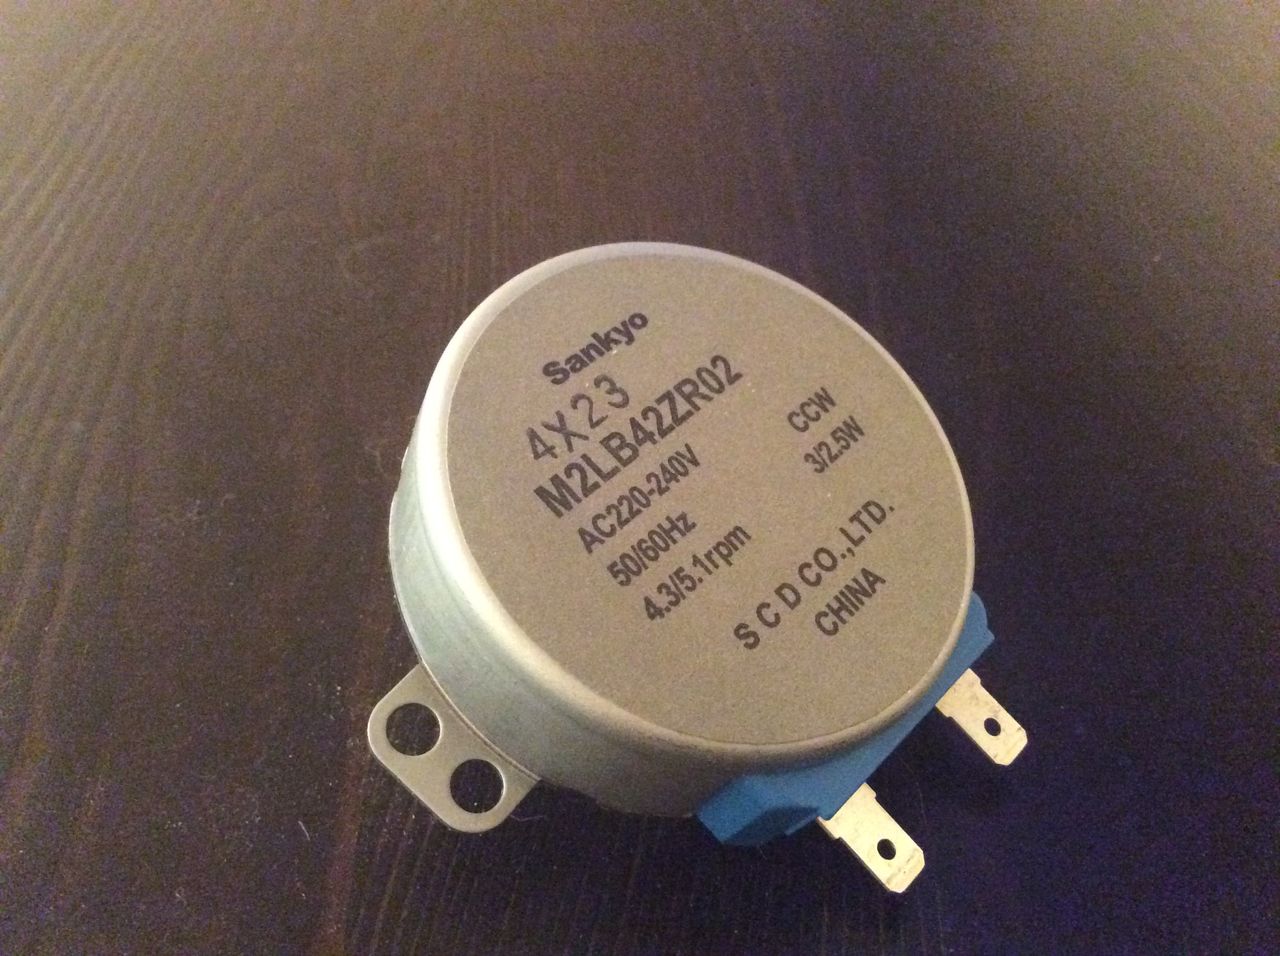 Sankyo
4X23
M2LB42ZR02
AC220-240V CCW
50/60Hz 3/2.5W
4.3/5.1rpm
S C D CO.,LTD.
CHINA